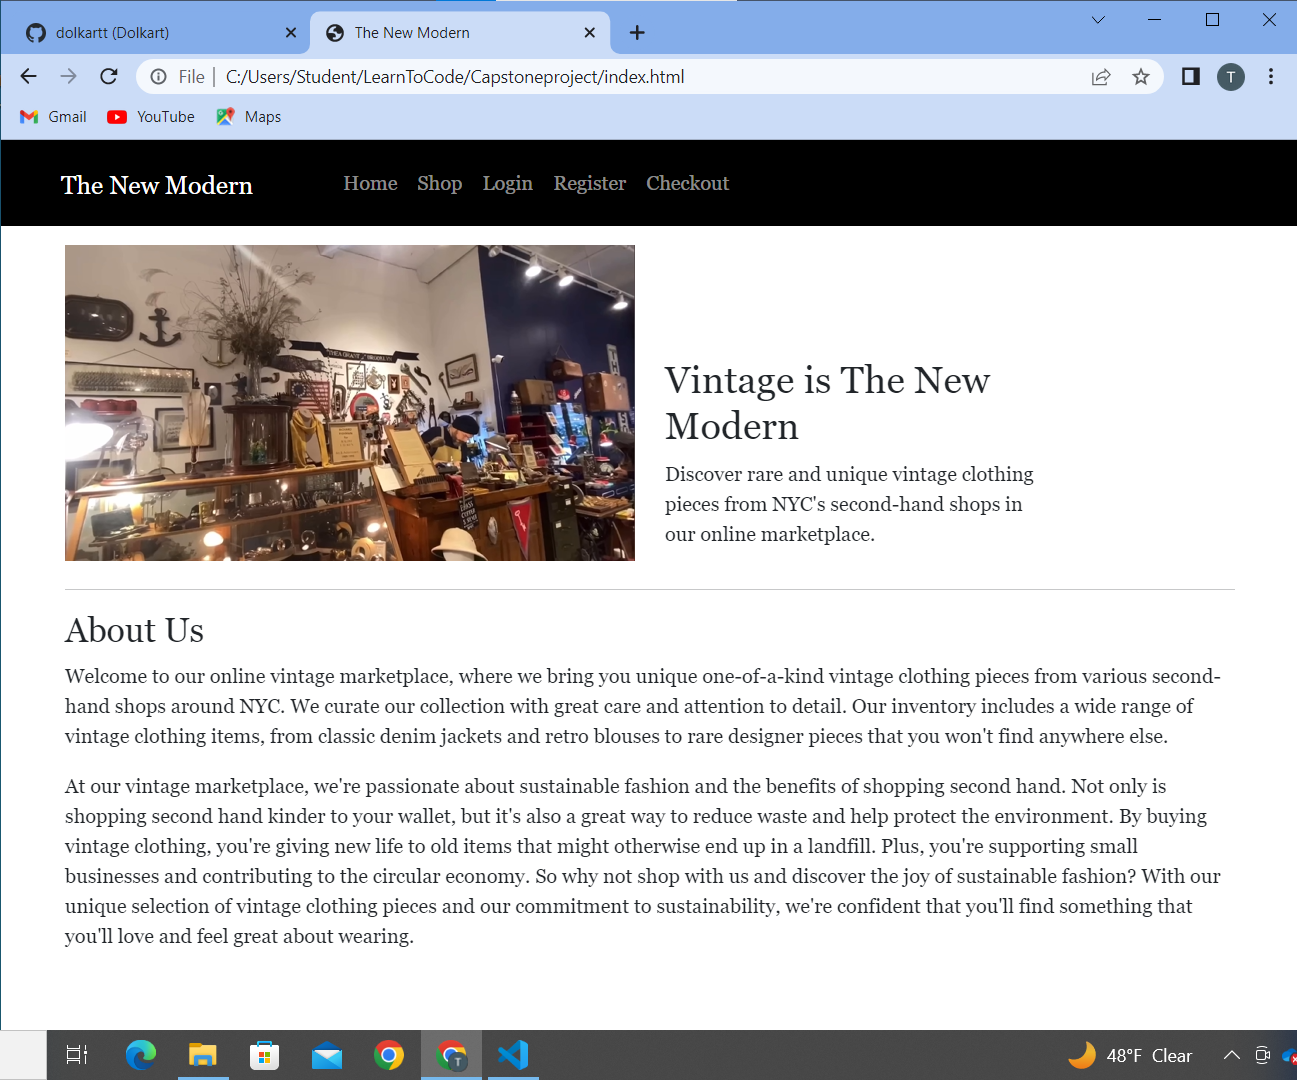 dolkartt (Dolkart)
The New Modern
File
C:/Users/Student/LearnToCode/Capstoneproject/index.html
T
Gmail
YouTube
Maps
The New Modern
Home
Shop
Login
Register
Checkout
Vintage is The New
Modern
Discover rare and unique vintage clothing
pieces from NYC's second-hand shops in
our online marketplace.
About Us
Welcome to our online vintage marketplace, where we bring you unique one-of-a-kind vintage clothing pieces from various second-
hand shops around NYC. We curate our collection with great care and attention to detail. Our inventory includes a wide range of
vintage clothing items, from classic denim jackets and retro blouses to rare designer pieces that you won't find anywhere else.
At our vintage marketplace, we're passionate about sustainable fashion and the benefits of shopping second hand. Not only is
shopping second hand kinder to your wallet, but it's also a great way to reduce waste and help protect the environment. By buying
vintage clothing, you're giving new life to old items that might otherwise end up in a landfill. Plus, you're supporting small
businesses and contributing to the circular economy. So why not shop with us and discover the joy of sustainable fashion? With our
unique selection of vintage clothing pieces and our commitment to sustainability, we're confident that you'll find something that
you'll love and feel great about wearing.
T
48°F Clear